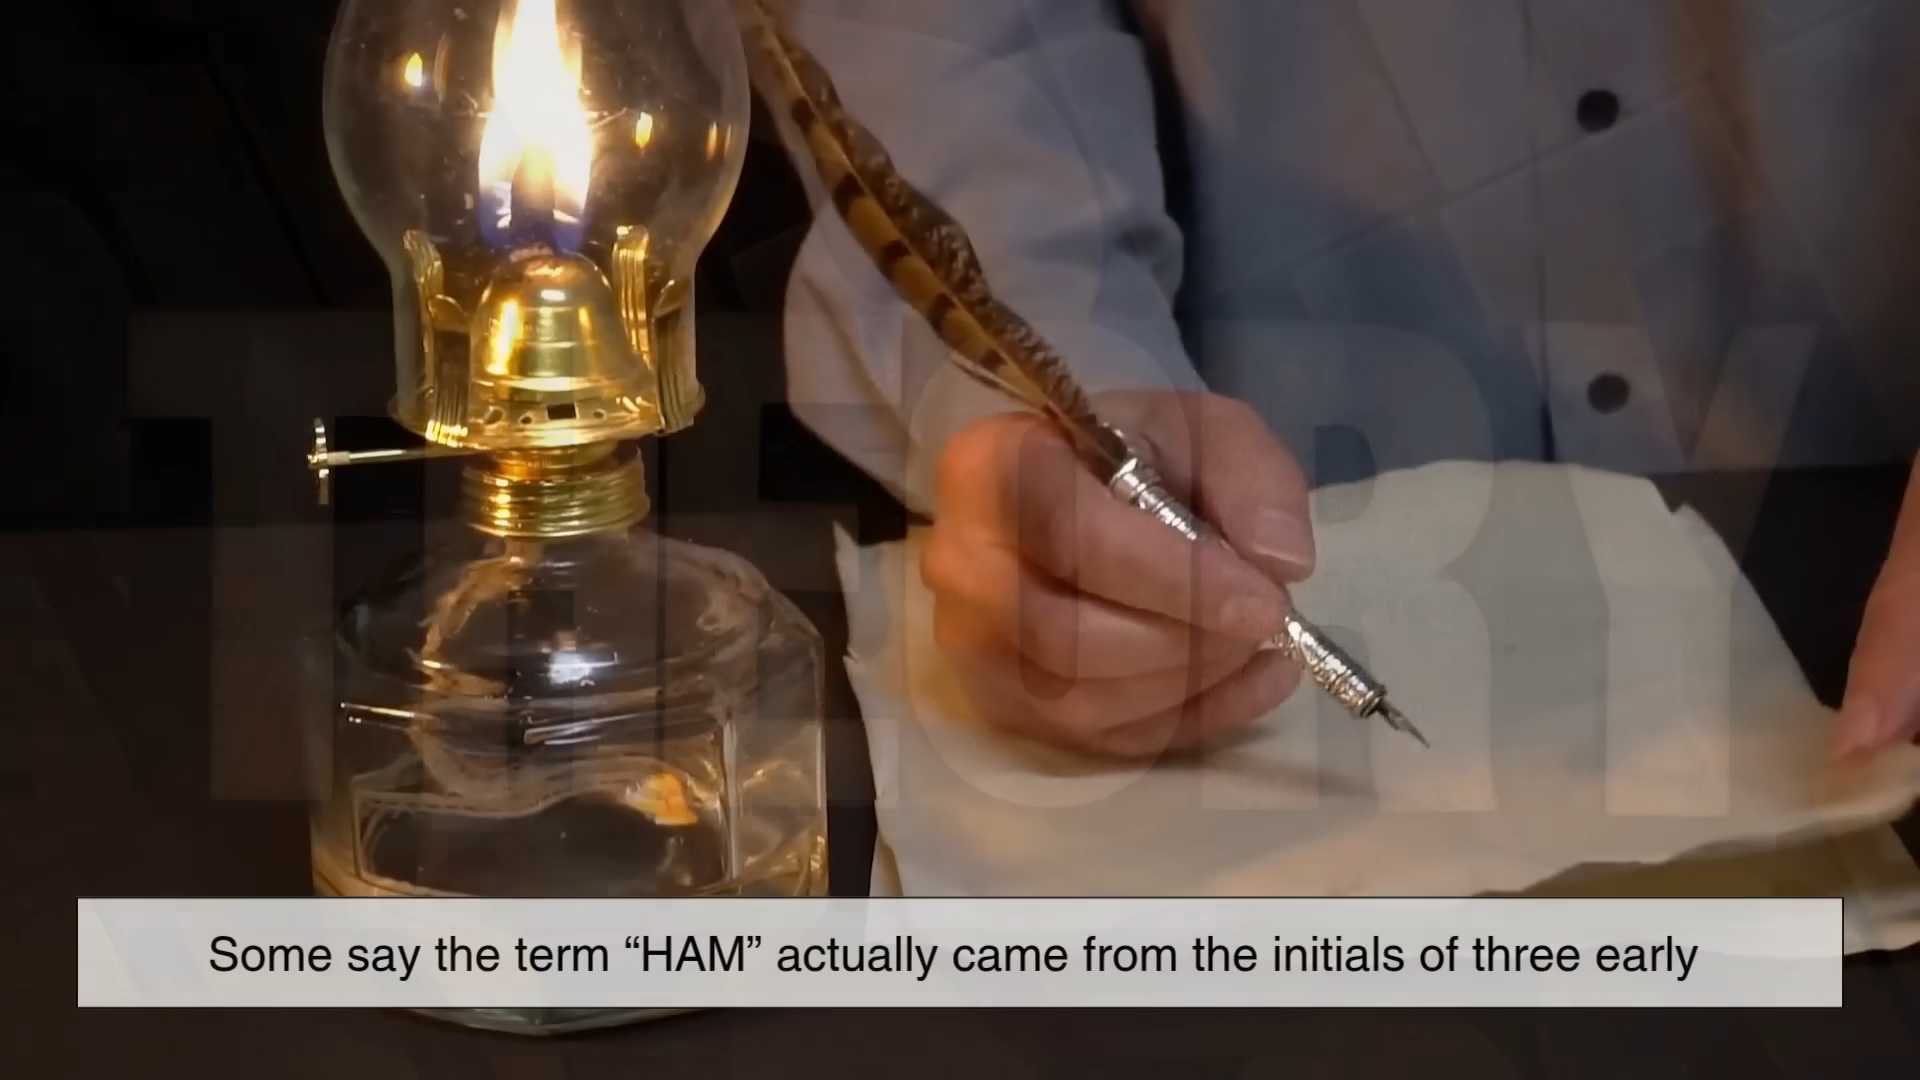 THEORY
Some say the term “HAM” actually came from the initials of three early